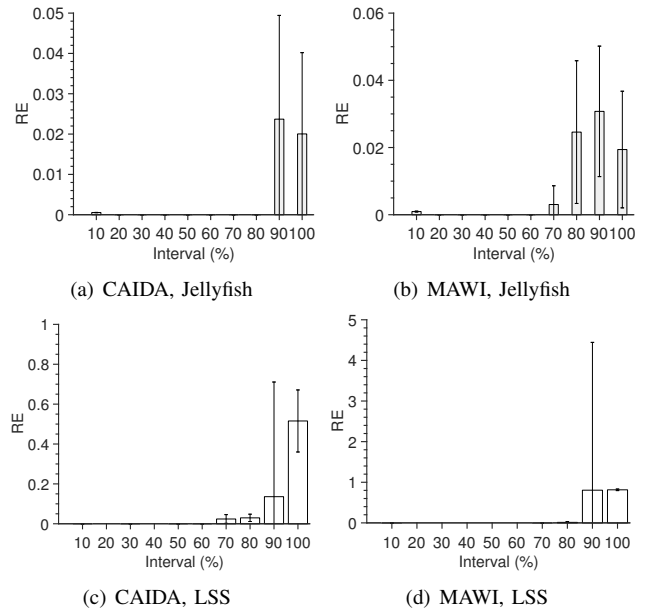 0.05
0.04
0.03
0.02
0.01
0
RE
10 20 30 40 50 60 70 80 90 100
Interval (%)
(a) CAIDA, Jellyfish
0.06
0.04
0.02
0
RE
10 20 30 40 50 60 70 80 90 100
Interval (%)
(b) MAWI, Jellyfish
1
0.8
0.6
0.4
0.2
0
RE
10 20 30 40 50 60 70 80 90 100
Interval (%)
(c) CAIDA, LSS
5
4
3
2
1
0
RE
10 20 30 40 50 60 70 80 90 100
Interval (%)
(d) MAWI, LSS